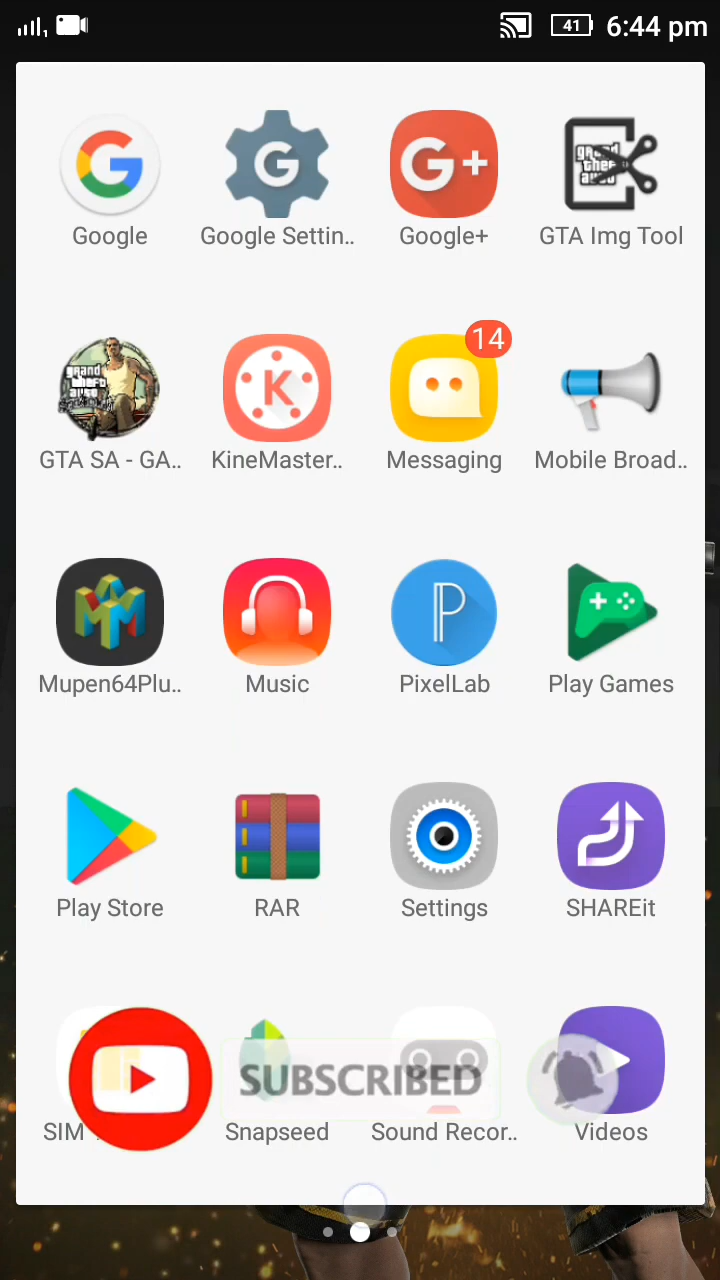 41 6:44 pm
Google Google Settin.. Google+ GTA Img Tool
14
GTA SA - GA.. KineMaster.. Messaging Mobile Broad..
Mupen64Plu.. Music PixelLab Play Games
Play Store RAR Settings SHAREit
SUBSCRIBED
SIM Snapseed Sound Recor.. Videos